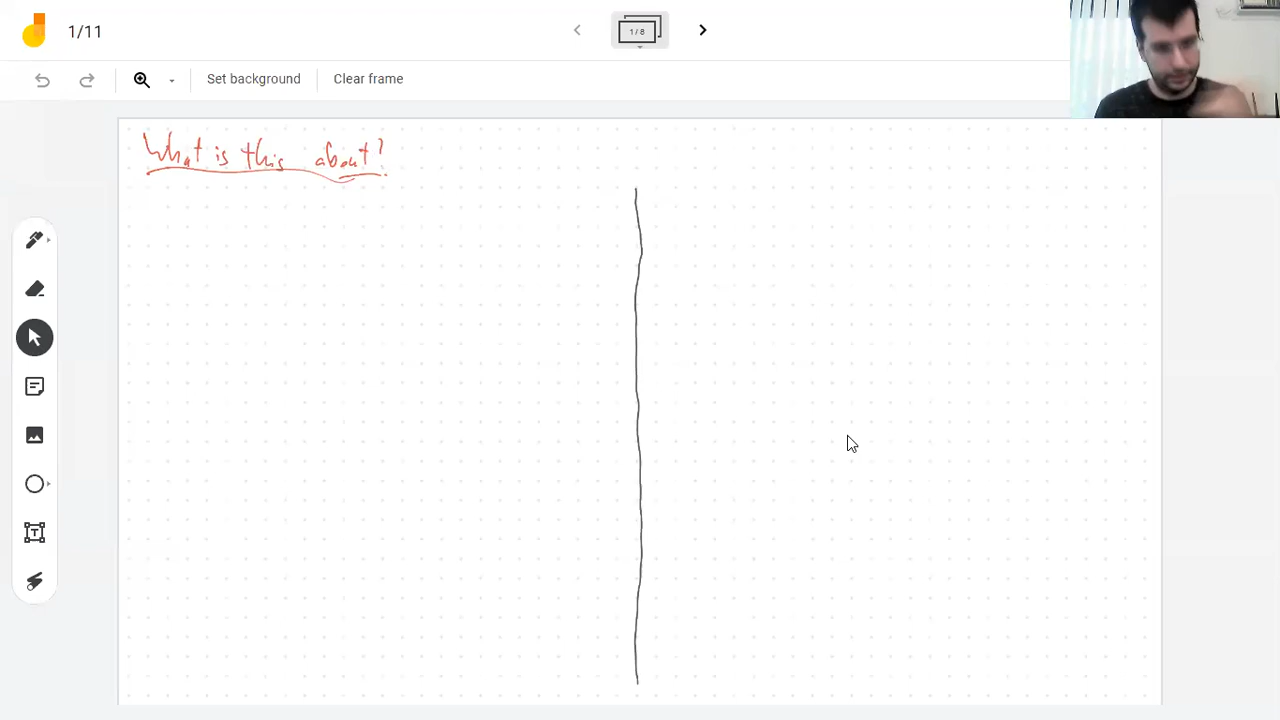 1/11
1 / 8
Set background
Clear frame
What is this about?
T